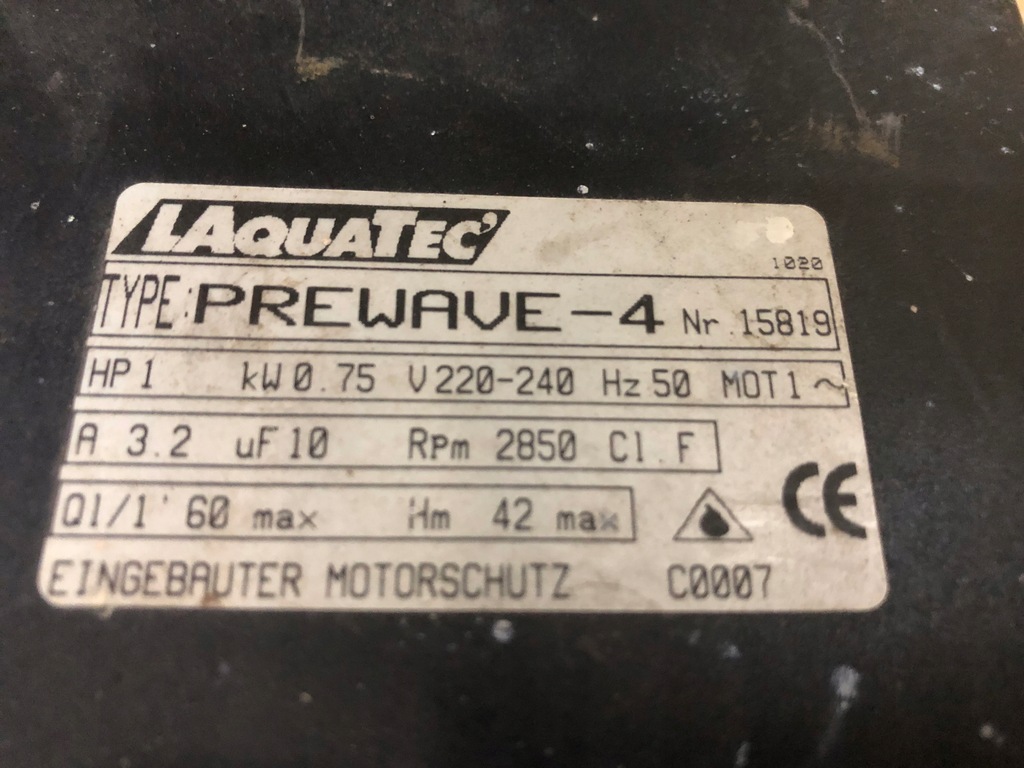 LAQUATEC'
1020
TYPE: PREWAVE-4 Nr. 15819
HP 1 kW 0.75 V 220-240 Hz 50 MOT 1 ~
A 3.2 uF 10 Rpm 2850 Cl. F
Ql/1' 60 max Hm 42 max
CE
EINGEBAUTER MOTORSCHUTZ C0007